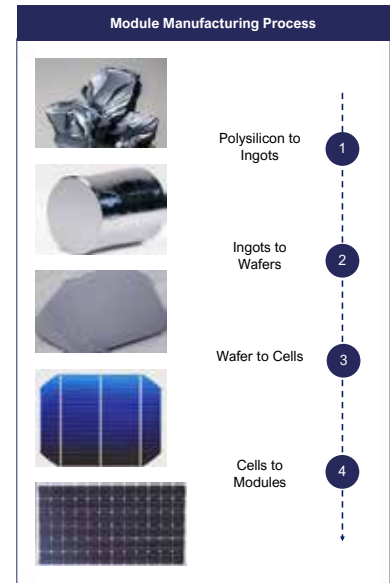 Module Manufacturing Process
Polysilicon to
Ingots
1
Ingots to
Wafers
2
Wafer to Cells
3
Cells to
Modules
4